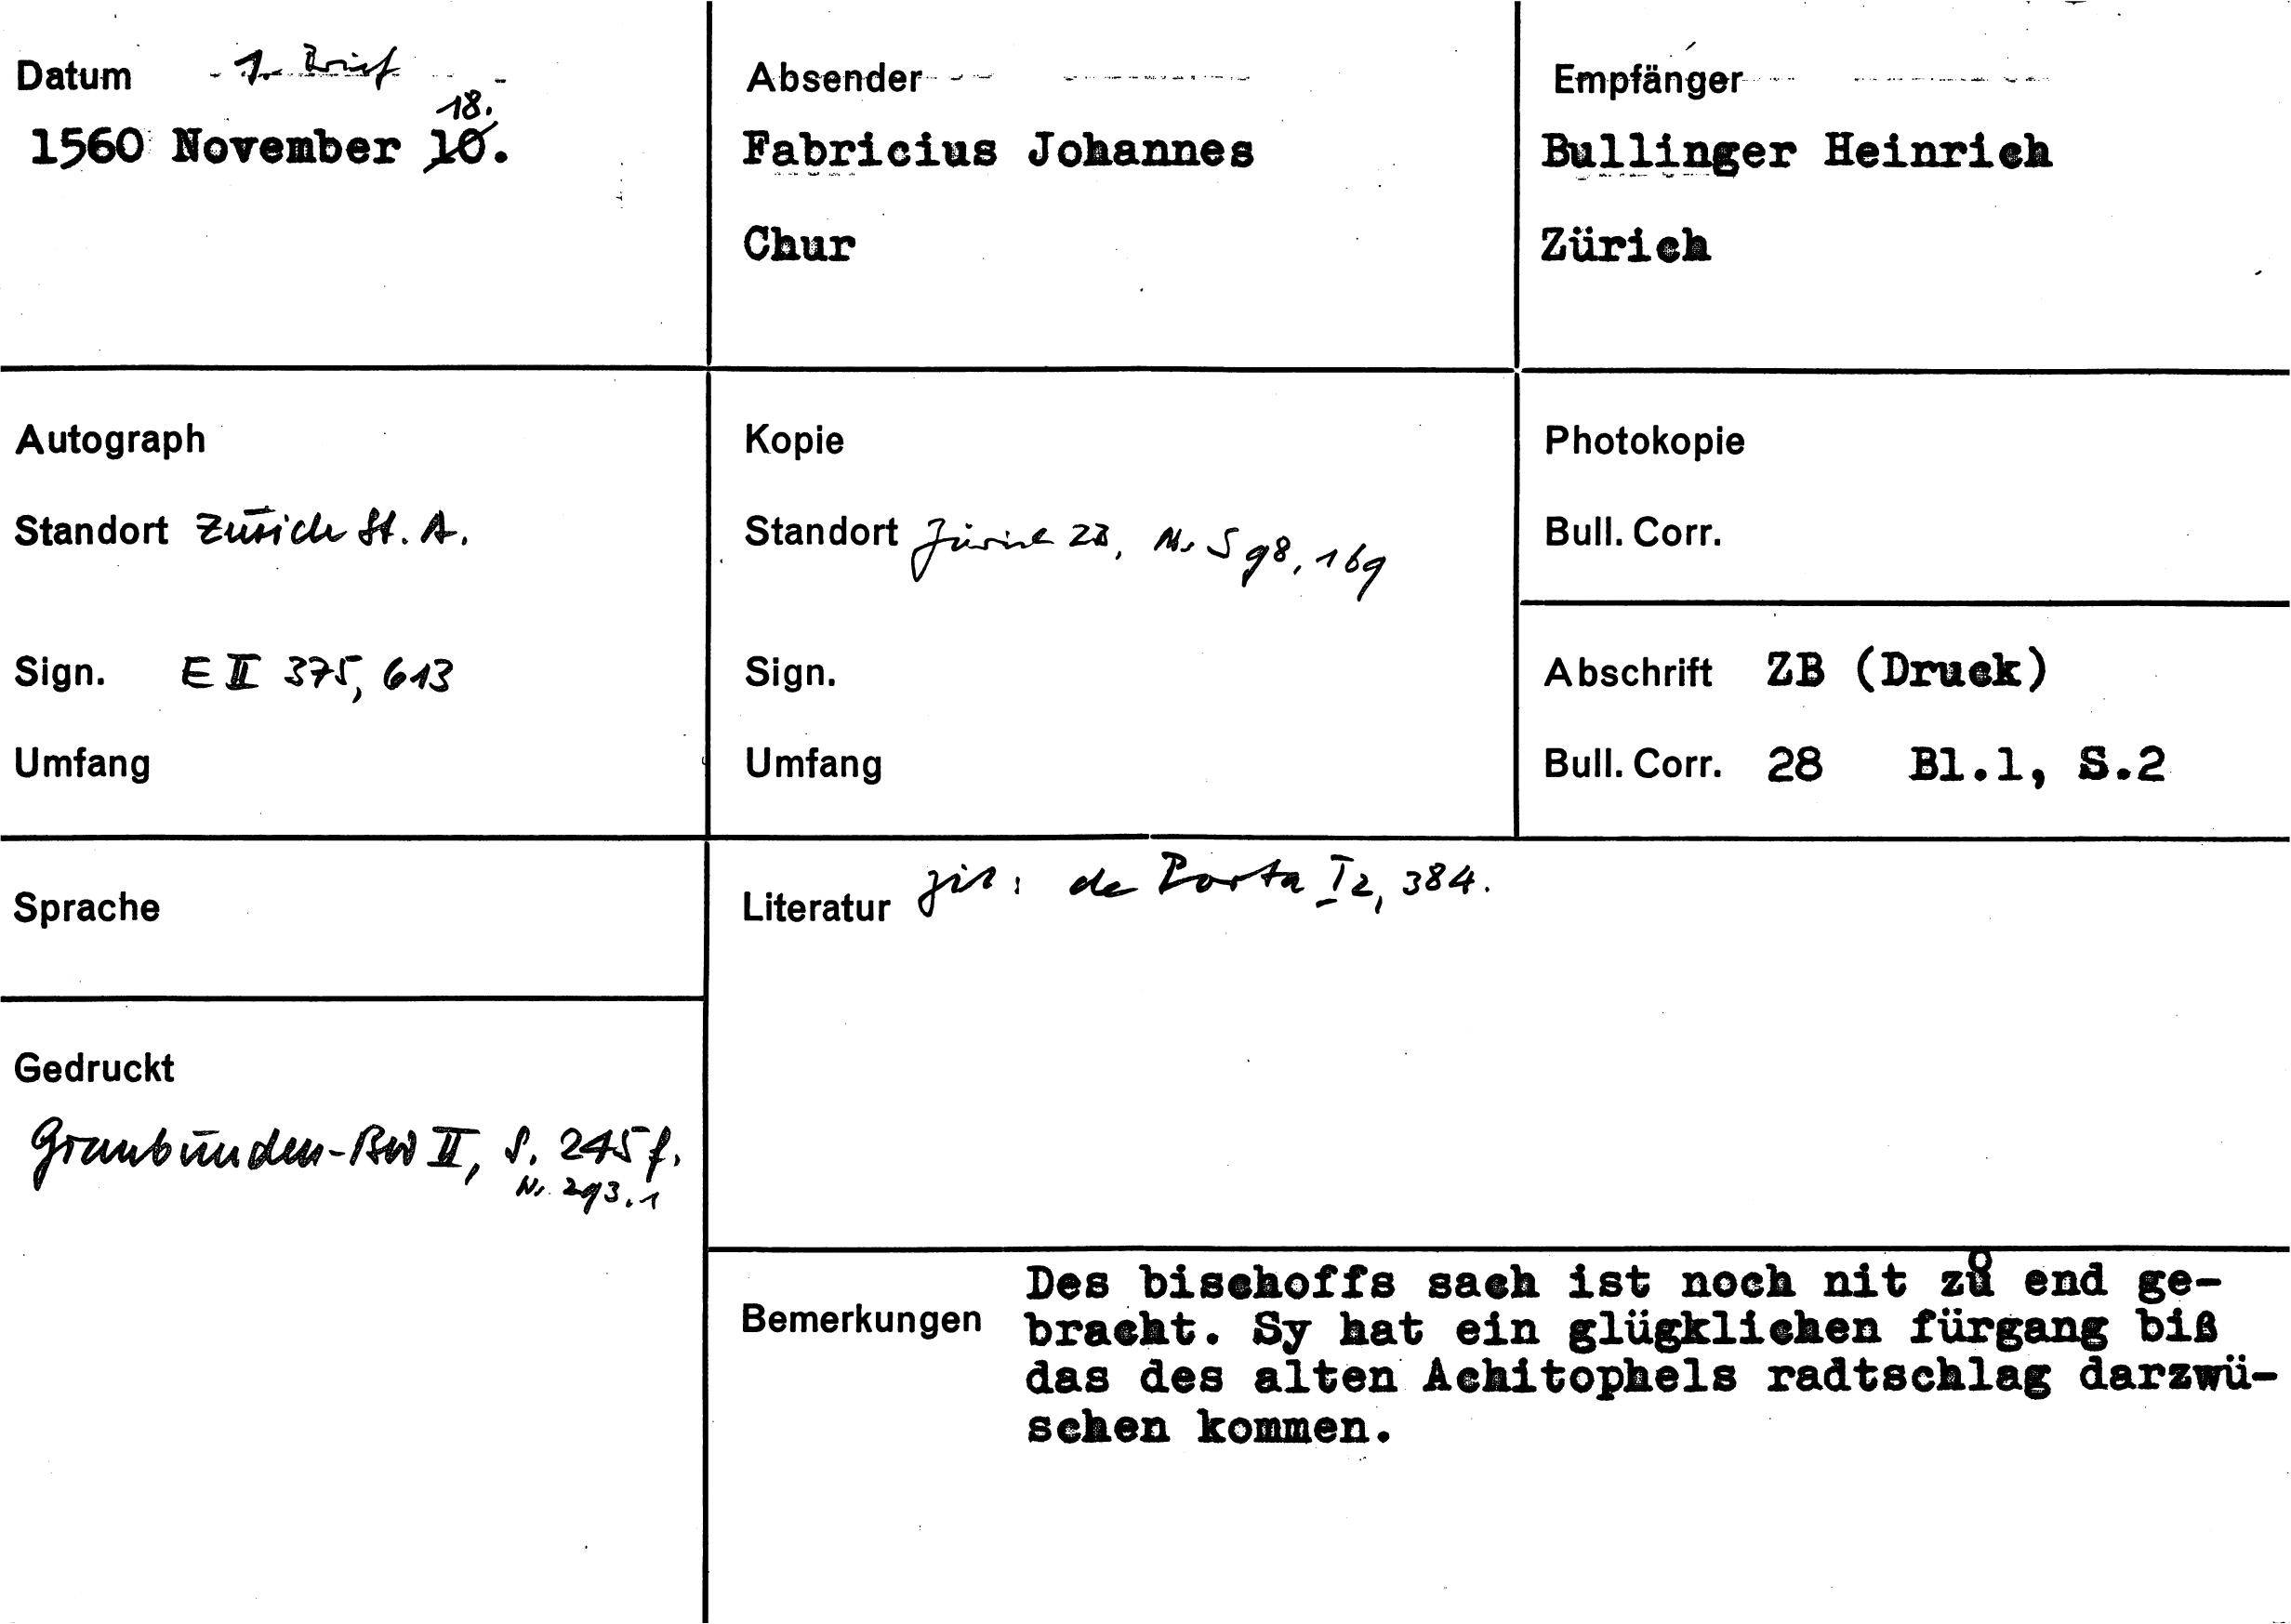 Datum 1. Brief
18.
1560 November 10.
Absender
Fabricius Johannes
Chur
Empfänger
Bullinger Heinrich
Zürich
Autograph
Standort Zürich St. A.
Sign. E II 375, 613
Umfang
Kopie
Standort Zürich ZB, Ms S 98, 169
Sign.
Umfang
Photokopie
Bull. Corr.
Abschrift ZB (Druck)
Bull. Corr. 28 Bl.1, S.2
Sprache
Gedruckt
Graubünden-BW II, S. 245 f.
Nr. 293.1
Literatur zit: de Porta I 2, 384.
Bemerkungen
Des bischoffs sach ist noch nit zů end ge-
bracht. Sy hat ein glügklichen fürgang biß
das des alten Achitophels radtschlag darzwü-
schen kommen.